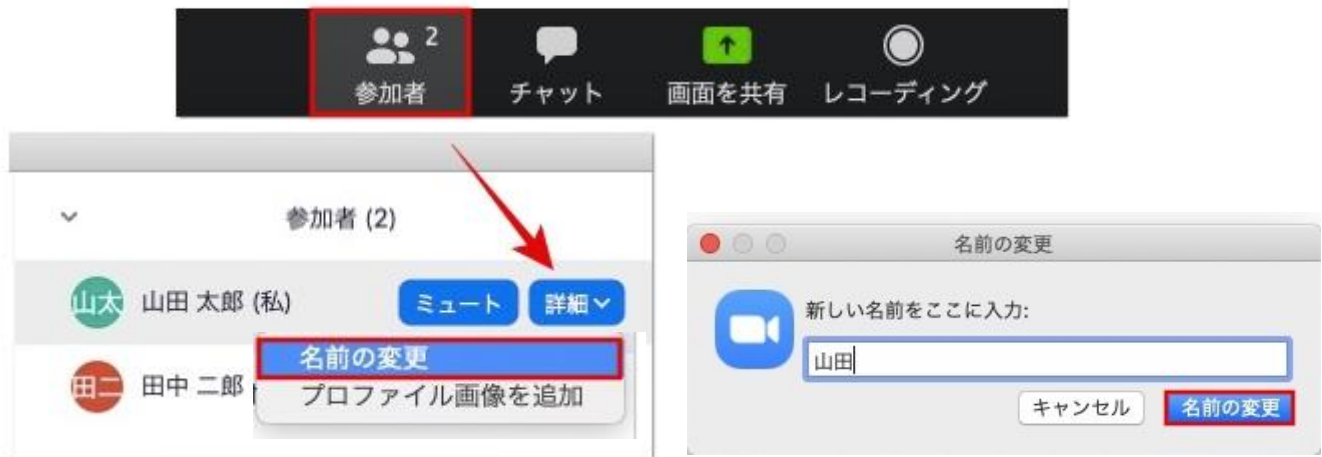 2
参加者
チャット
画面を共有
レコーディング
参加者 (2)
山太
山田 太郎 (私)
ミュート
詳細
名前の変更
プロファイル画像を追加
田二
田中 二郎
名前の変更
新しい名前をここに入力:
山田
キャンセル
名前の変更